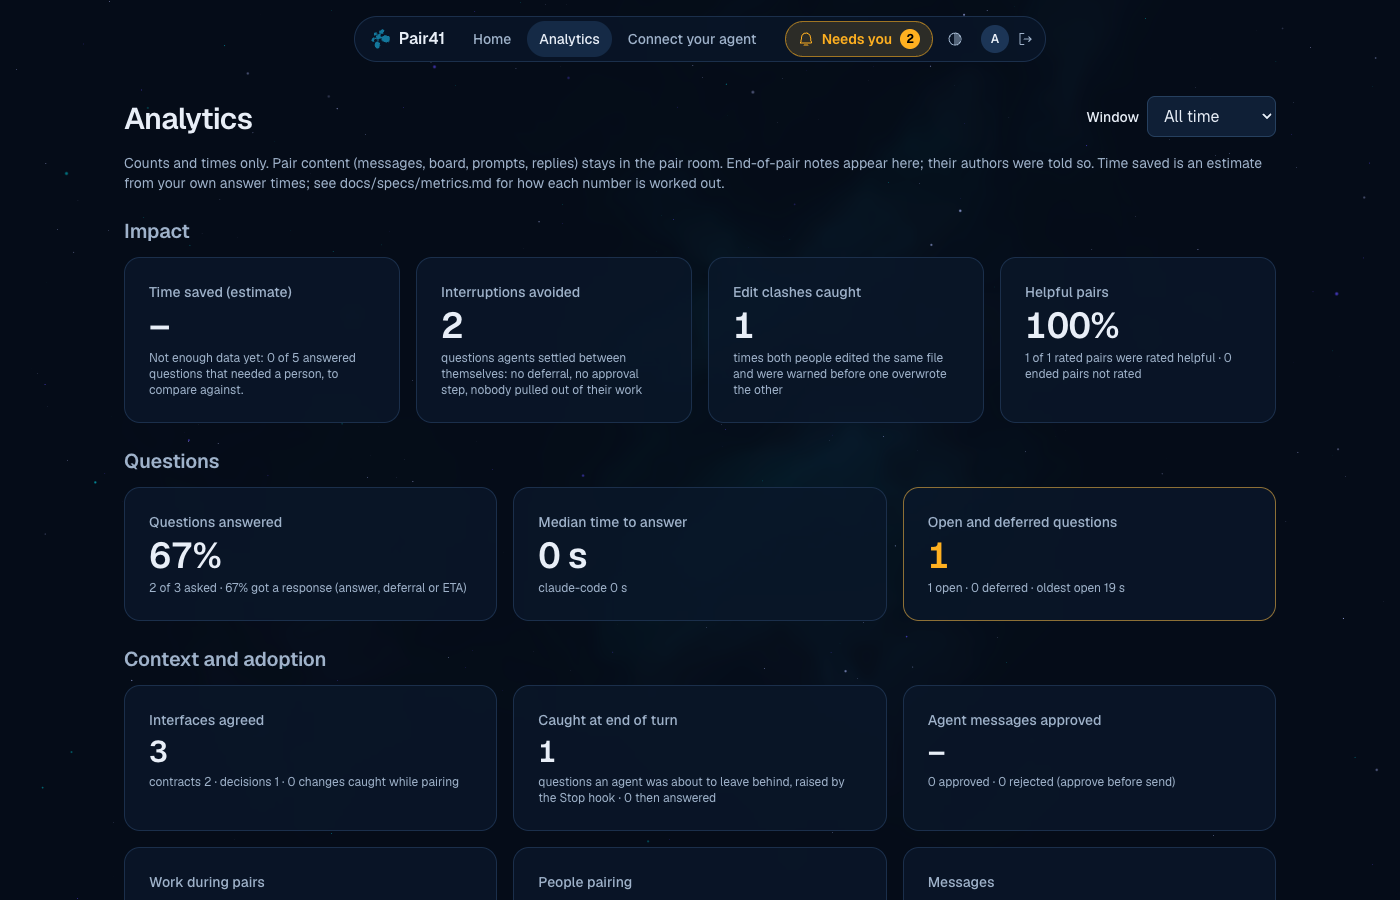 Pair41
Home
Analytics
Connect your agent
Needs you 2
A
Analytics
Window
All time
Counts and times only. Pair content (messages, board, prompts, replies) stays in the pair room. End-of-pair notes appear here; their authors were told so. Time saved is an estimate
from your own answer times; see docs/specs/metrics.md for how each number is worked out.
Impact
Time saved (estimate)
–
Not enough data yet: 0 of 5 answered
questions that needed a person, to
compare against.
Interruptions avoided
2
questions agents settled between
themselves: no deferral, no approval
step, nobody pulled out of their work
Edit clashes caught
1
times both people edited the same file
and were warned before one overwrote
the other
Helpful pairs
100%
1 of 1 rated pairs were rated helpful · 0
ended pairs not rated
Questions
Questions answered
67%
2 of 3 asked · 67% got a response (answer, deferral or ETA)
Median time to answer
0 s
claude-code 0 s
Open and deferred questions
1
1 open · 0 deferred · oldest open 19 s
Context and adoption
Interfaces agreed
3
contracts 2 · decisions 1 · 0 changes caught while pairing
Caught at end of turn
1
questions an agent was about to leave behind, raised by
the Stop hook · 0 then answered
Agent messages approved
–
0 approved · 0 rejected (approve before send)
Work during pairs
People pairing
Messages